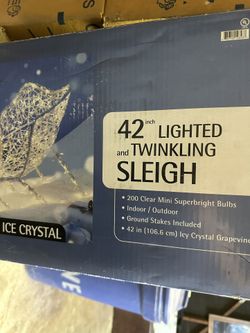 42 inch LIGHTED
and TWINKLING
SLEIGH
• 200 Clear Mini Superbright Bulbs
• Indoor / Outdoor
• Ground Stakes Included
• 42 in (106.6 cm) Icy Crystal Grapevine
ICE CRYSTAL